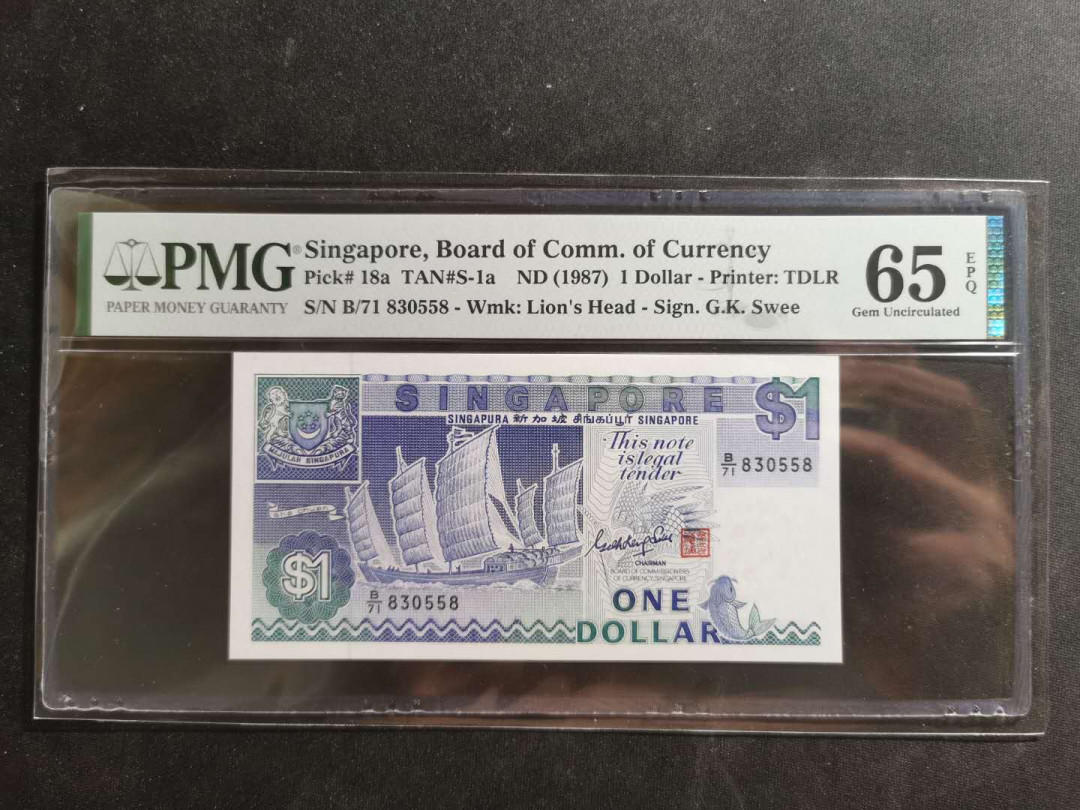 PMG®
PAPER MONEY GUARANTY
Singapore, Board of Comm. of Currency
Pick# 18a TAN#S-1a ND (1987) 1 Dollar - Printer: TDLR
S/N B/71 830558 - Wmk: Lion's Head - Sign. G.K. Swee
65
EPQ
Gem Uncirculated
SINGAPORE
$1
SINGAPURA 新加坡 சிங்கப்பூர் SINGAPORE
MAJULAH SINGAPURA
This note
is legal
tender
B/71 830558
$1
CHAIRMAN
BOARD OF COMMISSIONERS
OF CURRENCY, SINGAPORE
B/71 830558
ONE
DOLLAR